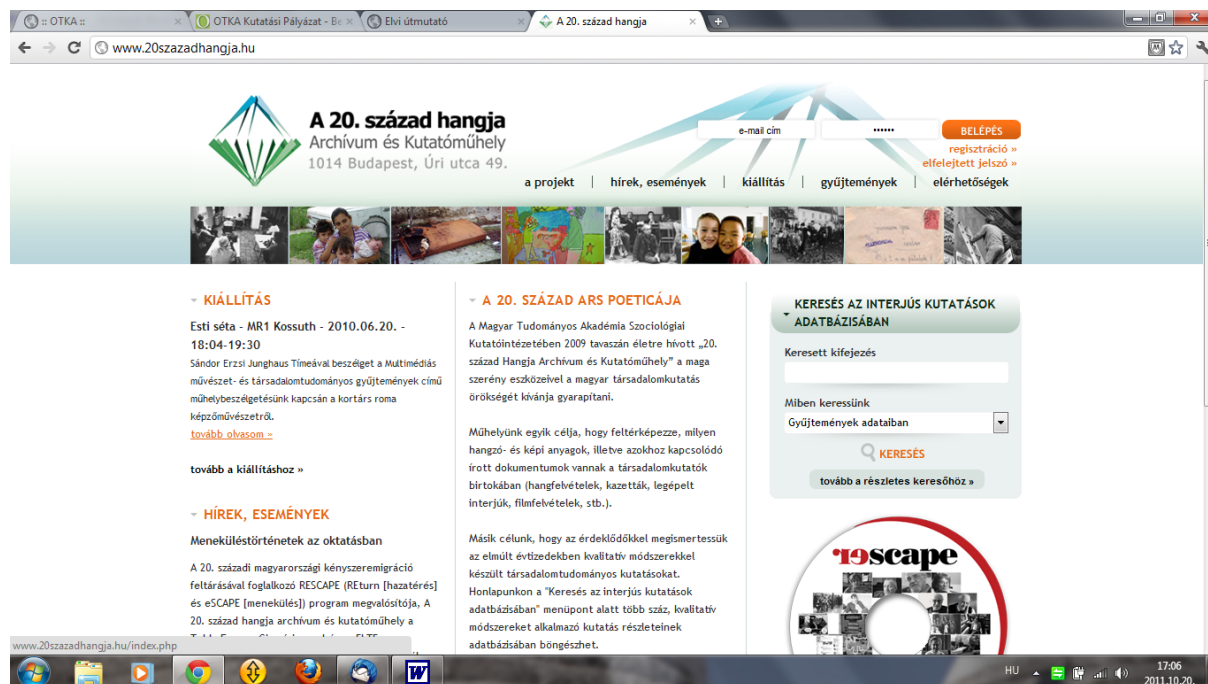 :: OTKA ::
OTKA Kutatási Pályázat - Be
Elvi útmutató
A 20. század hangja
www.20szazadhangja.hu
A 20. század hangja
Archívum és Kutatóműhely
1014 Budapest, Úri utca 49.
e-mail cím
BELÉPÉS
regisztráció »
elfelejtett jelszó »
a projekt | hírek, események | kiállítás | gyűjtemények | elérhetőségek
KIÁLLÍTÁS
Esti séta - MR1 Kossuth - 2010.06.20. -
18:04-19:30
Sándor Erzsi Junghaus Tímeával beszélget a Multimédiás
művészet- és társadalomtudományos gyűjtemények című
műhelybeszélgetésünk kapcsán a kortárs roma
képzőművészetről.
tovább olvasom »
tovább a kiállításhoz »
HÍREK, ESEMÉNYEK
Meneküléstörténetek az oktatásban
A 20. századi magyarországi kényszeremigráció
feltárásával foglalkozó RESCAPE (REturn [hazatérés]
és eSCAPE [menekülés]) program megvalósítója, A
20. század hangja archívum és kutatóműhely a
A 20. SZÁZAD ARS POETICÁJA
A Magyar Tudományos Akadémia Szociológiai
Kutatóintézetében 2009 tavaszán életre hívott „20.
század Hangja Archívum és Kutatóműhely” a maga
szerény eszközeivel a magyar társadalomkutatás
örökségét kívánja gyarapítani.
Műhelyünk egyik célja, hogy feltérképezze, milyen
hangzó- és képi anyagok, illetve azokhoz kapcsolódó
írott dokumentumok vannak a társadalomkutatók
birtokában (hangfelvételek, kazetták, legépelt
interjúk, filmfelvételek, stb.).
Másik célunk, hogy az érdeklődőkkel megismertessük
az elmúlt évtizedekben kvalitatív módszerekkel
készült társadalomtudományos kutatásokat.
Honlapunkon a "Keresés az interjús kutatások
adatbázisában" menüpont alatt több száz, kvalitatív
módszereket alkalmazó kutatás részleteinek
adatbázisában böngészhet.
KERESÉS AZ INTERJÚS KUTATÁSOK
ADATBÁZISÁBAN
Keresett kifejezés
Miben keressünk
Gyűjtemények adataiban
KERESÉS
tovább a részletes keresőhöz »
rescape
www.20szazadhangja.hu/index.php
W
HU
17:06
2011.10.20.